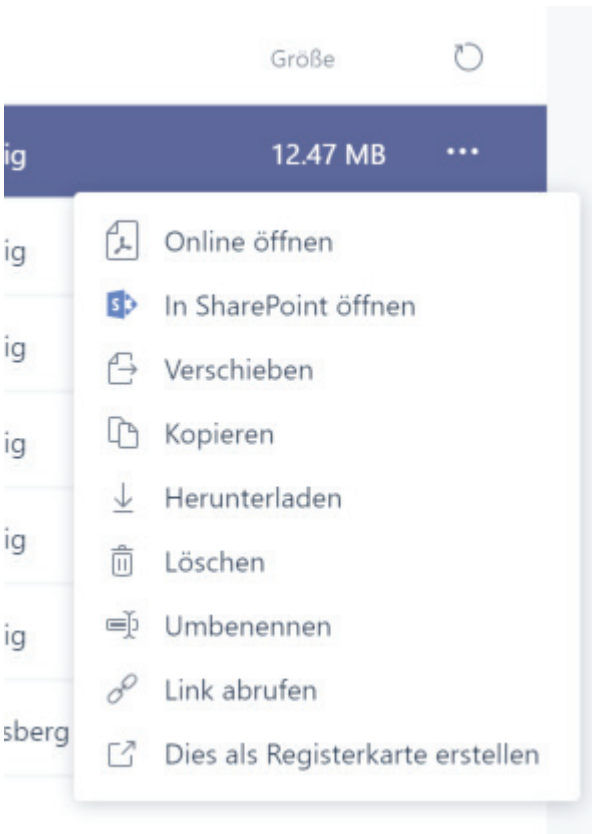 Größe
ig 12.47 MB
ig Online öffnen
In SharePoint öffnen
ig Verschieben
ig Kopieren
Herunterladen
ig Löschen
ig Umbenennen
Link abrufen
sberg Dies als Registerkarte erstellen